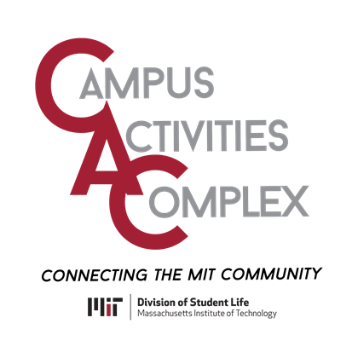 CAMPUS
ACTIVITIES
COMPLEX
CONNECTING THE MIT COMMUNITY
MIT Division of Student Life
Massachusetts Institute of Technology